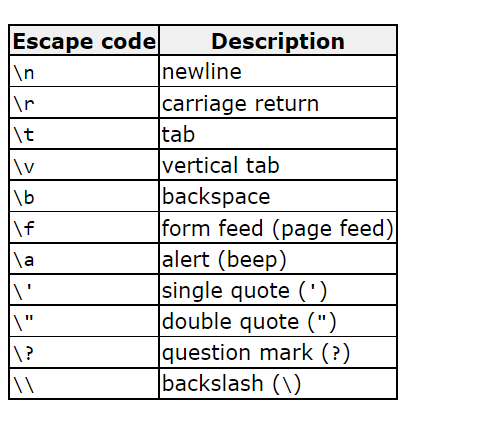 Escape code Description
\n newline
\r carriage return
\t tab
\v vertical tab
\b backspace
\f form feed (page feed)
\a alert (beep)
\' single quote (')
\" double quote (")
\? question mark (?)
\\ backslash (\)